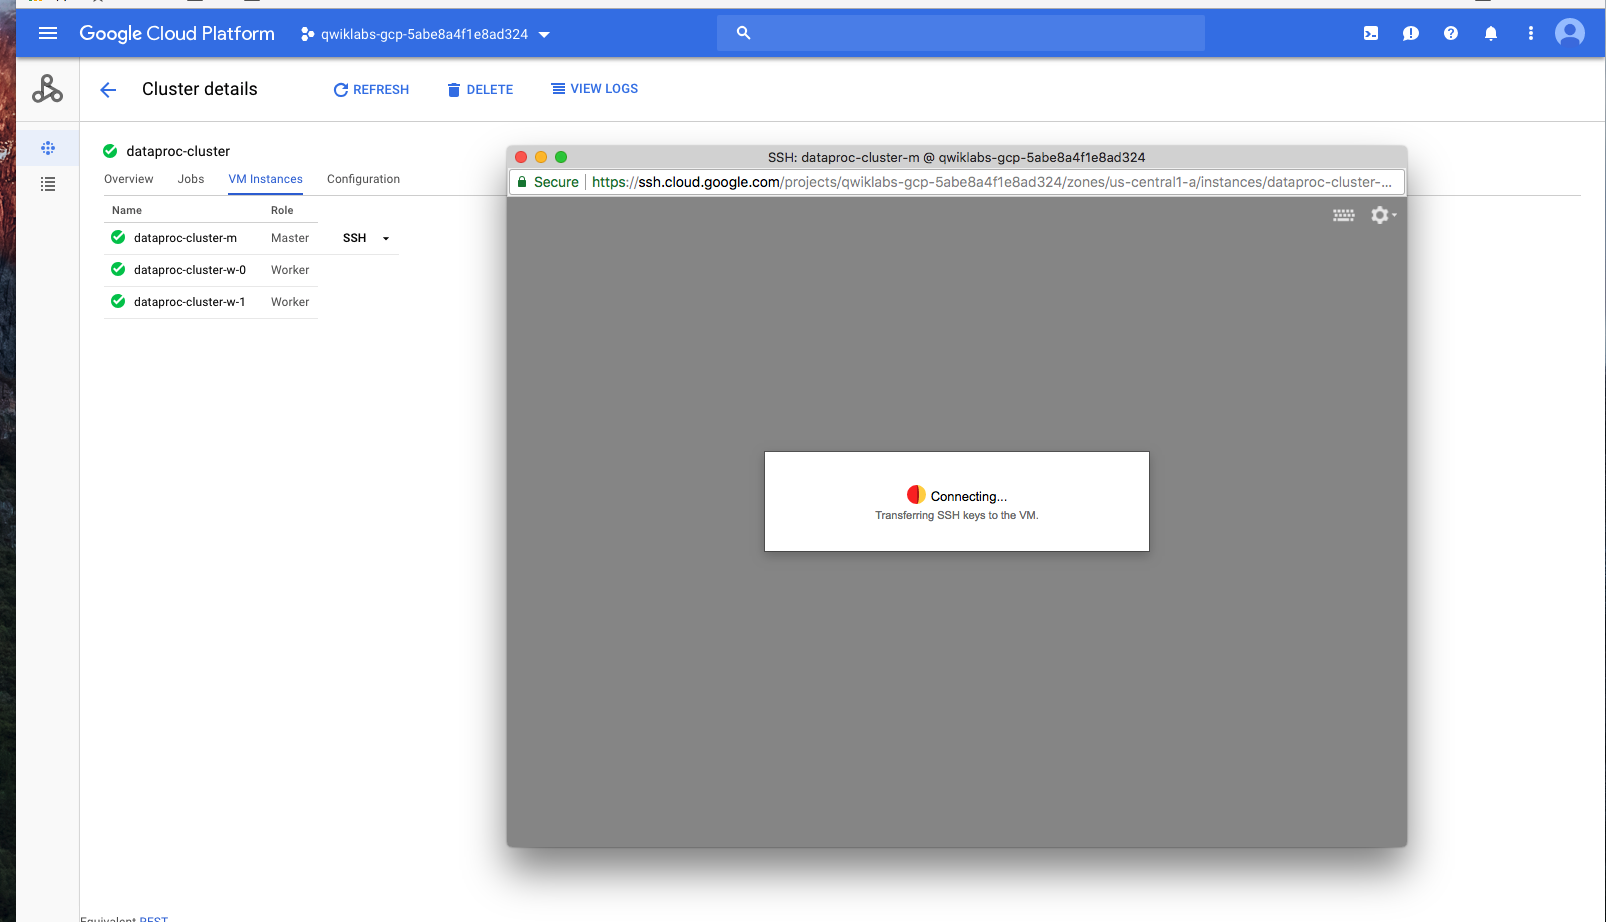 Google Cloud Platform
qwiklabs-gcp-5abe8a4f1e8ad324
Cluster details
REFRESH
DELETE
VIEW LOGS
dataproc-cluster
Overview
Jobs
VM Instances
Configuration
Name
Role
dataproc-cluster-m
Master
SSH
dataproc-cluster-w-0
Worker
dataproc-cluster-w-1
Worker
SSH: dataproc-cluster-m @ qwiklabs-gcp-5abe8a4f1e8ad324
Secure
https://ssh.cloud.google.com/projects/qwiklabs-gcp-5abe8a4f1e8ad324/zones/us-central1-a/instances/dataproc-cluster-...
Connecting...
Transferring SSH keys to the VM.
Equivalent REST